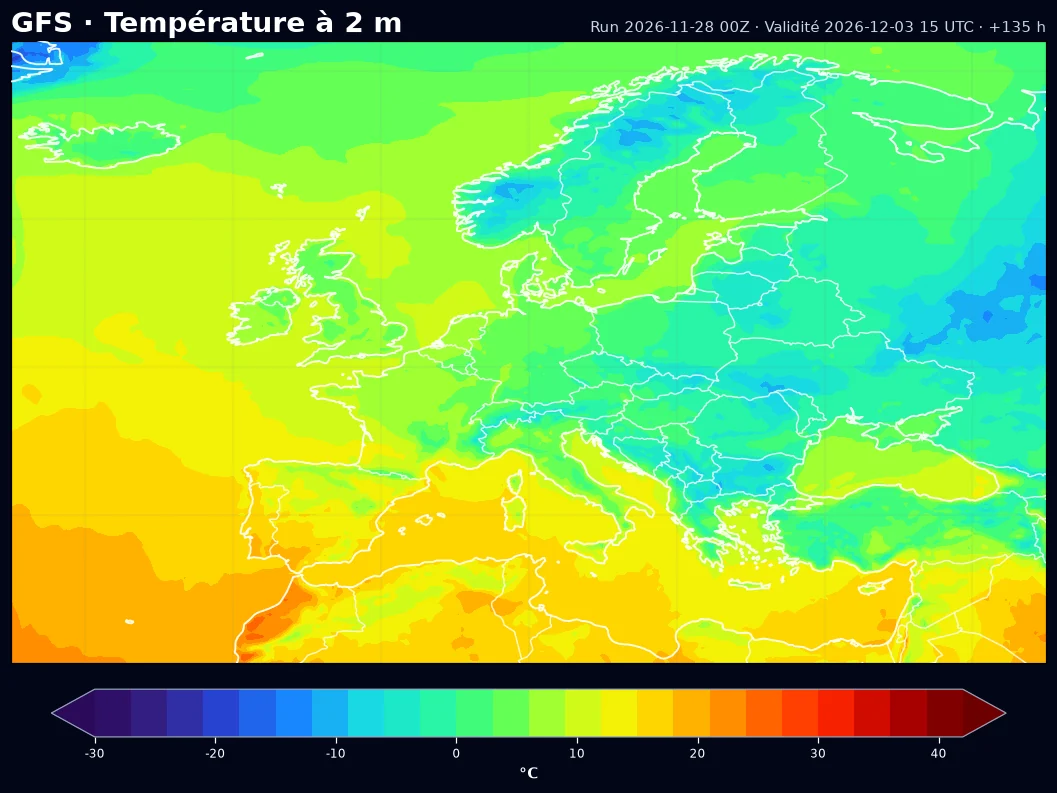 GFS · Température à 2 m
Run 2026-11-28 00Z · Validité 2026-12-03 15 UTC · +135 h
-30 -20 -10 0 10 20 30 40
°C